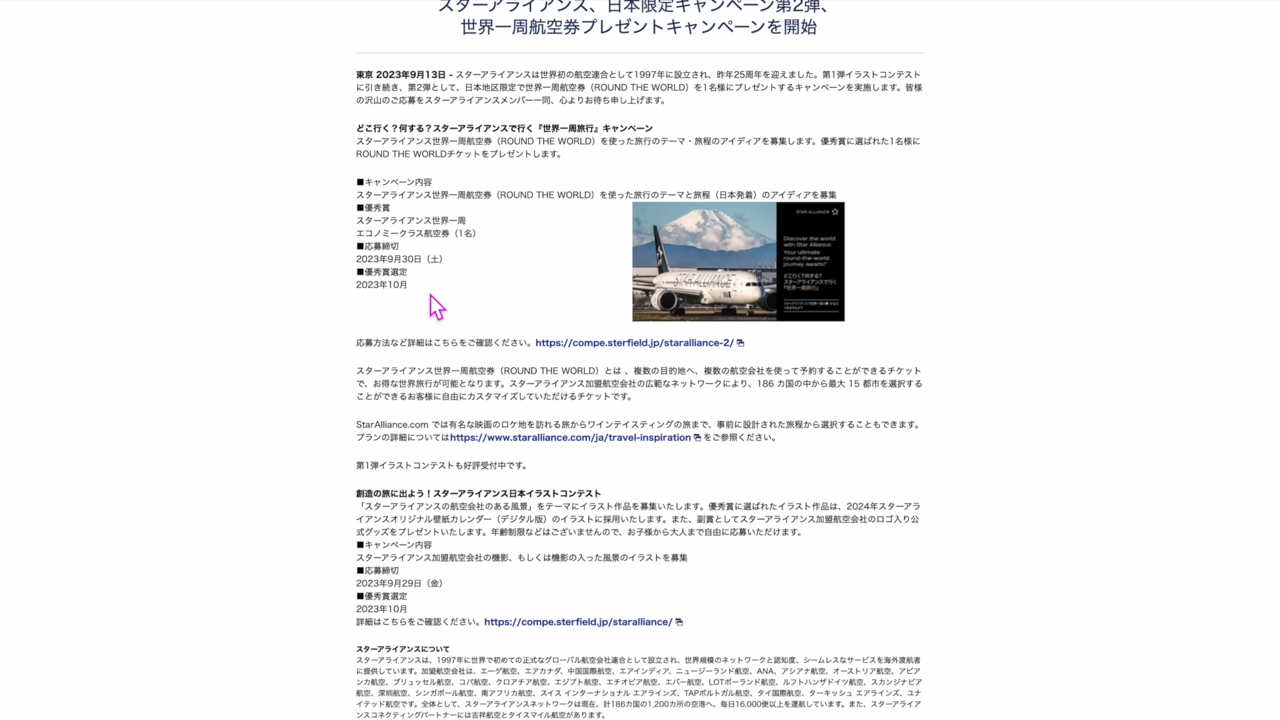 スターアライアンス、日本限定キャンペーン第2弾、
世界一周航空券プレゼントキャンペーンを開始
東京 2023年9月13日 - スターアライアンスは世界初の航空連合として1997年に設立され、昨年25周年を迎えました。第1弾イラストコンテスト
に引き続き、第2弾として、日本地区限定で世界一周航空券（ROUND THE WORLD）を1名様にプレゼントするキャンペーンを実施します。皆様
の沢山のご応募をスターアライアンスメンバー一同、心よりお待ち申し上げます。
どこ行く？何する？スターアライアンスで行く『世界一周旅行』キャンペーン
スターアライアンス世界一周航空券（ROUND THE WORLD）を使った旅行のテーマ・旅程のアイディアを募集します。優秀賞に選ばれた1名様に
ROUND THE WORLDチケットをプレゼントします。
■キャンペーン内容
スターアライアンス世界一周航空券（ROUND THE WORLD）を使った旅行のテーマと旅程（日本発着）のアイディアを募集
■優秀賞
スターアライアンス世界一周
エコノミークラス航空券（1名）
■応募締切
2023年9月30日（土）
■優秀賞選定
2023年10月
STAR ALLIANCE
Discover the world
with Star Alliance:
Your ultimate
round-the-world
journey awaits!"
どこ行く?何する?
スターアライアンスで行く
『世界一周旅行』
STAR ALLIANCE
応募方法など詳細はこちらをご確認ください。https://compe.sterfield.jp/staralliance-2/
スターアライアンス世界一周航空券（ROUND THE WORLD）とは 、複数の目的地へ、複数の航空会社を使って予約することができるチケット
で、お得な世界旅行が可能となります。スターアライアンス加盟航空会社の広範なネットワークにより、186 カ国の中から最大 15 都市を選択する
ことができるお客様に自由にカスタマイズしていただけるチケットです。
StarAlliance.com では有名な映画のロケ地を訪れる旅からワインテイスティングの旅まで、事前に設計された旅程から選択することもできます。
プランの詳細についてはhttps://www.staralliance.com/ja/travel-inspiration をご参照ください。
第1弾イラストコンテストも好評受付中です。
創造の旅に出よう！スターアライアンス日本イラストコンテスト
「スターアライアンスの航空会社のある風景」をテーマにイラスト作品を募集いたします。優秀賞に選ばれたイラスト作品は、2024年スターアラ
イアンスオリジナル壁紙カレンダー（デジタル版）のイラストに採用いたします。また、副賞としてスターアライアンス加盟航空会社のロゴ入り公
式グッズをプレゼントいたします。年齢制限などはございませんので、お子様から大人まで自由に応募いただけます。
■キャンペーン内容
スターアライアンス加盟航空会社の機影、もしくは機影の入った風景のイラストを募集
■応募締切
2023年9月29日（金）
■優秀賞選定
2023年10月
詳細はこちらをご確認ください。https://compe.sterfield.jp/staralliance/
スターアライアンスについて
スターアライアンスは、1997年に世界で初めての正式なグローバル航空会社連合として設立され、世界規模のネットワークと認知度、シームレスなサービスを海外渡航者
に提供しています。加盟航空会社は、エーゲ航空、エアカナダ、中国国際航空、エアインディア、ニュージーランド航空、ANA、アシアナ航空、オーストリア航空、アビア
ンカ航空、ブリュッセル航空、コパ航空、クロアチア航空、エジプト航空、エチオピア航空、エバー航空、LOTポーランド航空、ルフトハンザドイツ航空、スカンジナビア
航空、深圳航空、シンガポール航空、南アフリカ航空、スイス インターナショナル エアラインズ、TAPポルトガル航空、タイ国際航空、ターキッシュ エアラインズ、ユナ
イテッド航空です。全体として、スターアライアンスネットワークは現在、計186カ国の1,200カ所の空港へ、毎日16,000便以上を運航しています。また、スターアライア
ンスコネクティングパートナーには吉祥航空とタイスマイル航空があります。